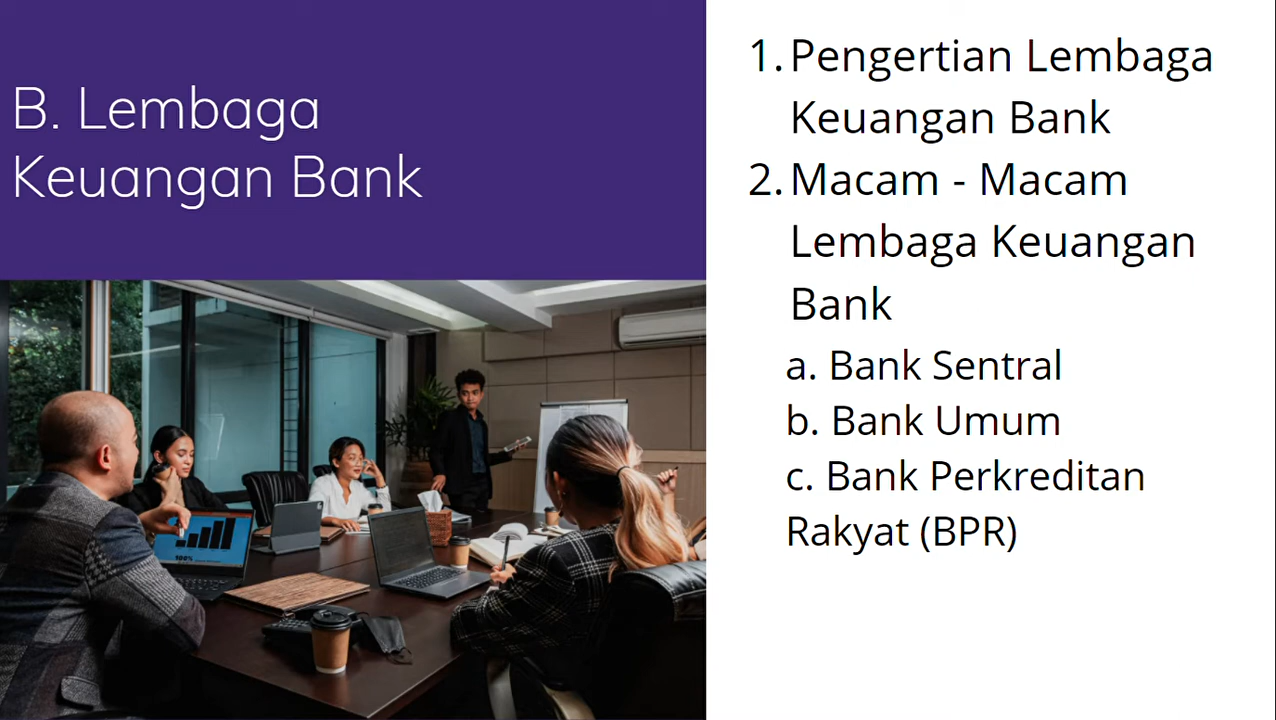 B. Lembaga
Keuangan Bank
1. Pengertian Lembaga
Keuangan Bank
2. Macam - Macam
Lembaga Keuangan
Bank
a. Bank Sentral
b. Bank Umum
c. Bank Perkreditan
Rakyat (BPR)
100%